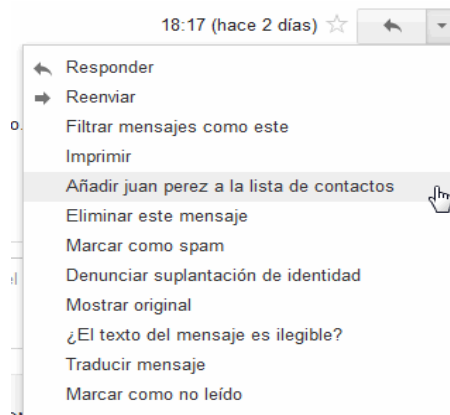 18:17 (hace 2 días)
Responder
Reenviar
o.
Filtrar mensajes como este
Imprimir
Añadir juan perez a la lista de contactos
Eliminar este mensaje
Marcar como spam
el
Denunciar suplantación de identidad
Mostrar original
¿El texto del mensaje es ilegible?
Traducir mensaje
Marcar como no leído